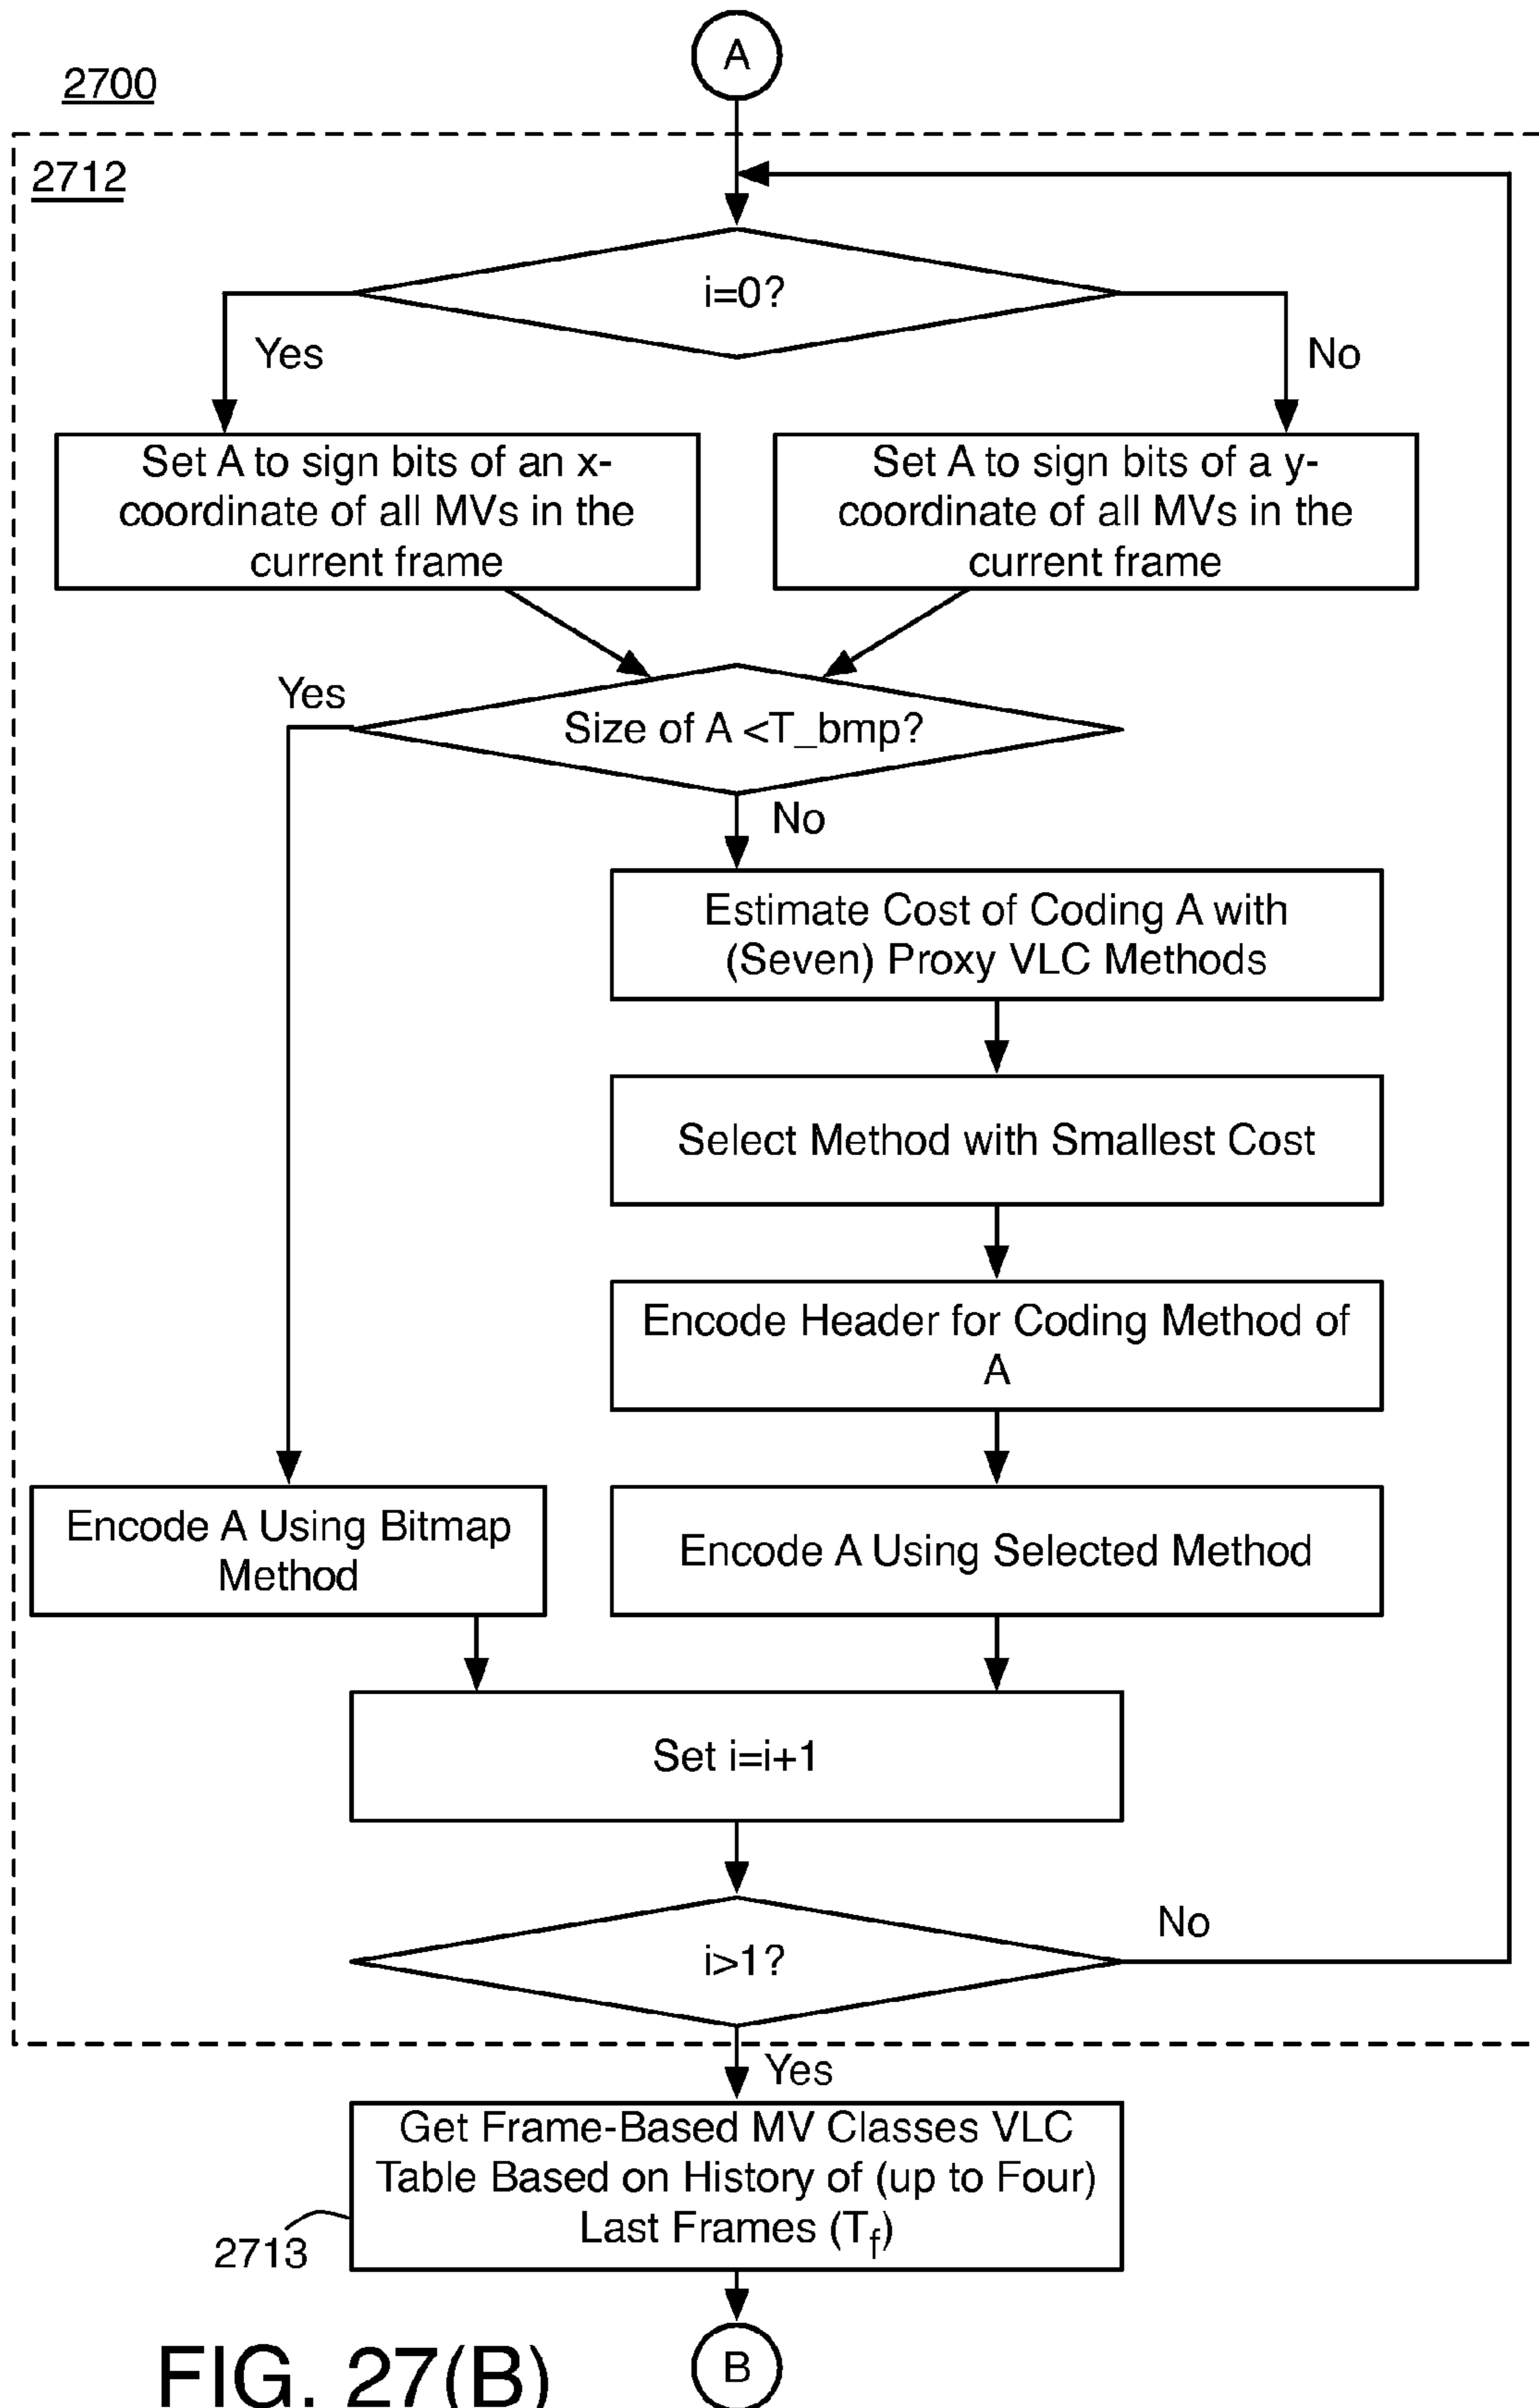 A
2700
2712
i=0?
Yes
No
Set A to sign bits of an x-
coordinate of all MVs in the
current frame
Set A to sign bits of a y-
coordinate of all MVs in the
current frame
Yes
Size of A <T_bmp?
No
Estimate Cost of Coding A with
(Seven) Proxy VLC Methods
Select Method with Smallest Cost
Encode Header for Coding Method of
A
Encode A Using Bitmap
Method
Encode A Using Selected Method
Set i=i+1
No
i>1?
Yes
Get Frame-Based MV Classes VLC
Table Based on History of (up to Four)
Last Frames (Tf)
2713
FIG. 27(B)
B